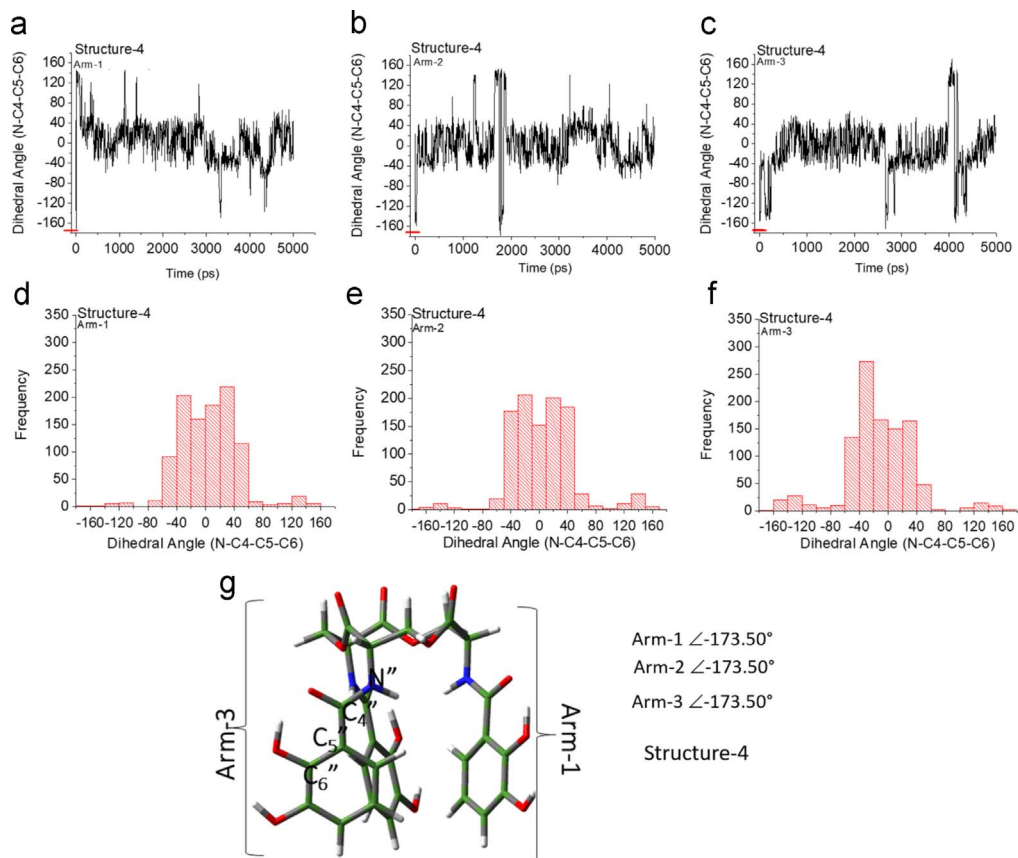 a
Structure-4
Arm-1
Dihedral Angle (N-C4-C5-C6)
160
120
80
40
0
-40
-80
-120
-160
0 1000 2000 3000 4000 5000
Time (ps)
b
Structure-4
Arm-2
Dihedral Angle (N-C4-C5-C6)
160
120
80
40
0
-40
-80
-120
-160
0 1000 2000 3000 4000 5000
Time (ps)
c
Structure-4
Arm-3
Dihedral Angle (N-C4-C5-C6)
160
120
80
40
0
-40
-80
-120
-160
0 1000 2000 3000 4000 5000
Time (ps)
d
Structure-4
Arm-1
Frequency
350
300
250
200
150
100
50
0
-160 -120 -80 -40 0 40 80 120 160
Dihedral Angle (N-C4-C5-C6)
e
Structure-4
Arm-2
Frequency
350
300
250
200
150
100
50
0
-160 -120 -80 -40 0 40 80 120 160
Dihedral Angle (N-C4-C5-C6)
f
Structure-4
Arm-3
Frequency
350
300
250
200
150
100
50
0
-160 -120 -80 -40 0 40 80 120 160
Dihedral Angle (N-C4-C5-C6)
g
Arm-3
N”
C4”
C5”
C6”
Arm-1
Arm-1 ∠-173.50°
Arm-2 ∠-173.50°
Arm-3 ∠-173.50°
Structure-4